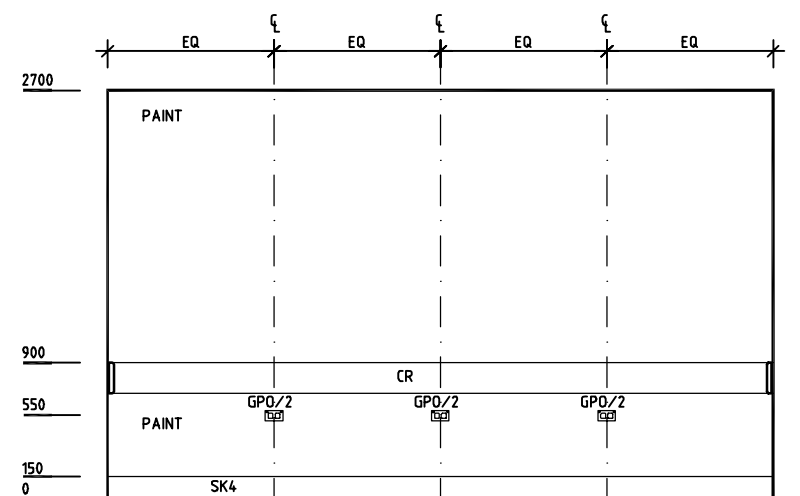 ℄ ℄ ℄
EQ EQ EQ EQ
2700
PAINT
900
CR
GPO/2 GPO/2 GPO/2
550
PAINT
150
SK4
0